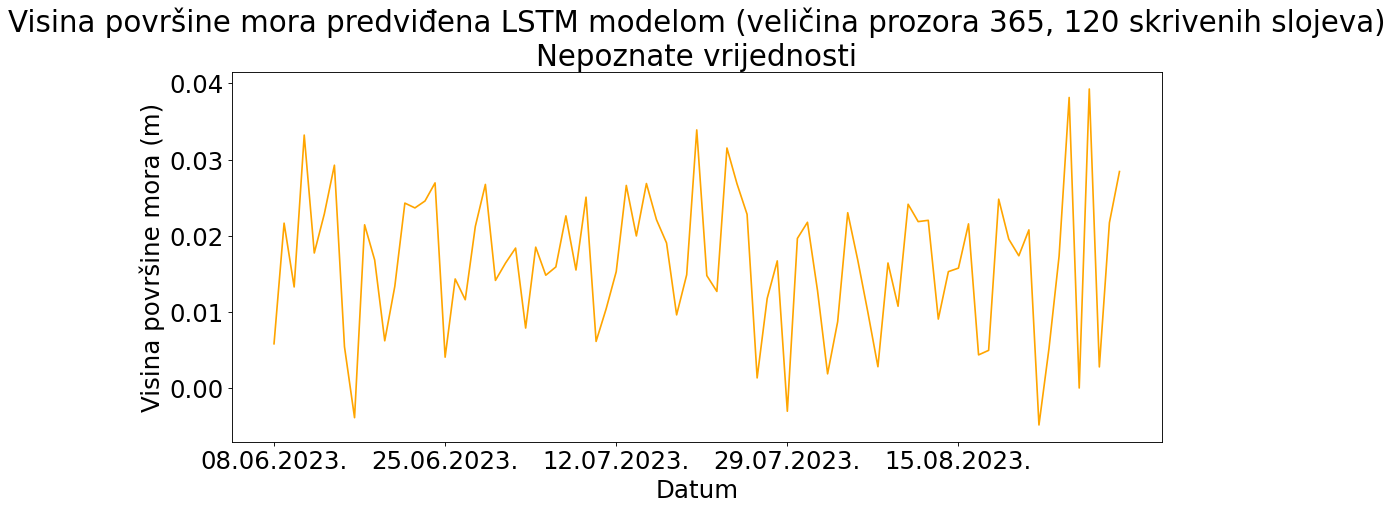 Visina površine mora predviđena LSTM modelom (veličina prozora 365, 120 skrivenih slojeva)
Nepoznate vrijednosti
Visina površine mora (m)
0.04
0.03
0.02
0.01
0.00
08.06.2023. 25.06.2023. 12.07.2023. 29.07.2023. 15.08.2023.
Datum